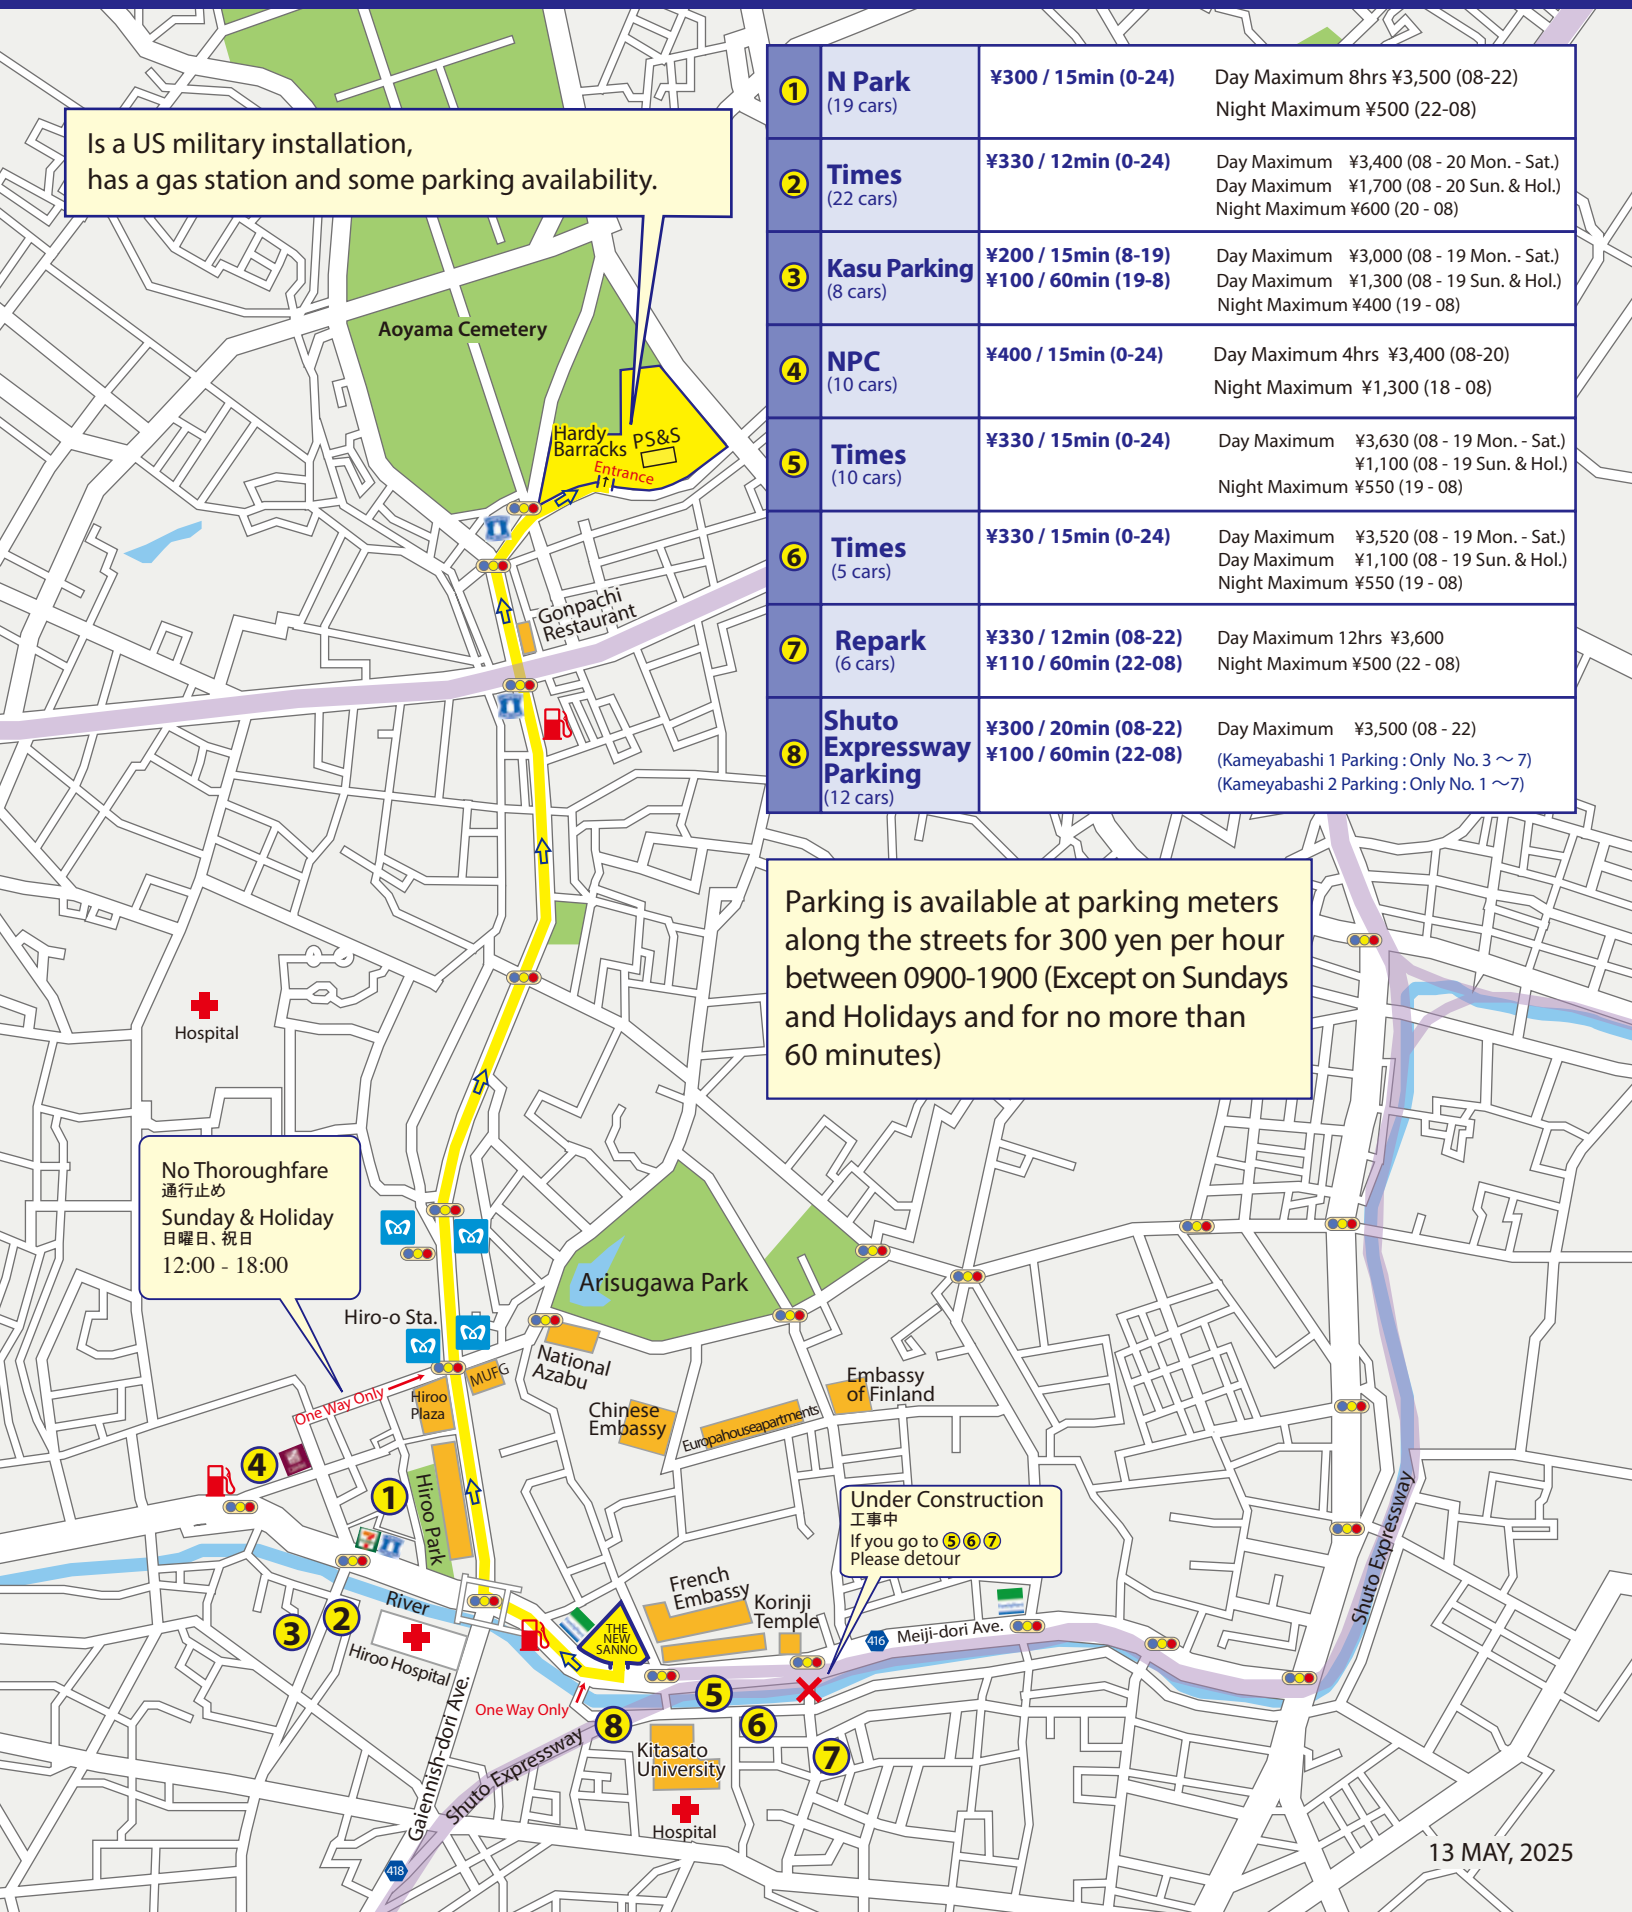 Is a US military installation,
has a gas station and some parking availability.
1
N Park
(19 cars)
¥300 / 15min (0-24)
Day Maximum 8hrs ¥3,500 (08-22)
Night Maximum ¥500 (22-08)
2
Times
(22 cars)
¥330 / 12min (0-24)
Day Maximum ¥3,400 (08 - 20 Mon. - Sat.)
Day Maximum ¥1,700 (08 - 20 Sun. & Hol.)
Night Maximum ¥600 (20 - 08)
3
Kasu Parking
(8 cars)
¥200 / 15min (8-19)
¥100 / 60min (19-8)
Day Maximum ¥3,000 (08 - 19 Mon. - Sat.)
Day Maximum ¥1,300 (08 - 19 Sun. & Hol.)
Night Maximum ¥400 (19 - 08)
4
NPC
(10 cars)
¥400 / 15min (0-24)
Day Maximum 4hrs ¥3,400 (08-20)
Night Maximum ¥1,300 (18 - 08)
5
Times
(10 cars)
¥330 / 15min (0-24)
Day Maximum ¥3,630 (08 - 19 Mon. - Sat.)
¥1,100 (08 - 19 Sun. & Hol.)
Night Maximum ¥550 (19 - 08)
6
Times
(5 cars)
¥330 / 15min (0-24)
Day Maximum ¥3,520 (08 - 19 Mon. - Sat.)
Day Maximum ¥1,100 (08 - 19 Sun. & Hol.)
Night Maximum ¥550 (19 - 08)
7
Repark
(6 cars)
¥330 / 12min (08-22)
¥110 / 60min (22-08)
Day Maximum 12hrs ¥3,600
Night Maximum ¥500 (22 - 08)
8
Shuto
Expressway
Parking
(12 cars)
¥300 / 20min (08-22)
¥100 / 60min (22-08)
Day Maximum ¥3,500 (08 - 22)
(Kameyabashi 1 Parking : Only No. 3 ～ 7)
(Kameyabashi 2 Parking : Only No. 1 ～7)
Aoyama Cemetery
Hardy
Barracks
PS&S
Entrance
Gonpachi
Restaurant
Parking is available at parking meters
along the streets for 300 yen per hour
between 0900-1900 (Except on Sundays
and Holidays and for no more than
60 minutes)
Hospital
No Thoroughfare
通行止め
Sunday & Holiday
日曜日、祝日
12:00 - 18:00
Arisugawa Park
Hiro-o Sta.
National
Azabu
MUFG
One Way Only
Hiroo
Plaza
Chinese
Embassy
Europahouseapartments
Embassy
of Finland
4
1
Hiroo Park
7
Under Construction
工事中
If you go to 5 6 7
Please detour
Shuto Expressway
River
2
3
Hiroo Hospital
Gaiennish-dori Ave.
THE
NEW
SANNO
French
Embassy
Korinji
Temple
416
Meiji-dori Ave.
FamilyMart
One Way Only
5
8
6
7
Shuto Expressway
Kitasato
University
Hospital
418
13 MAY, 2025